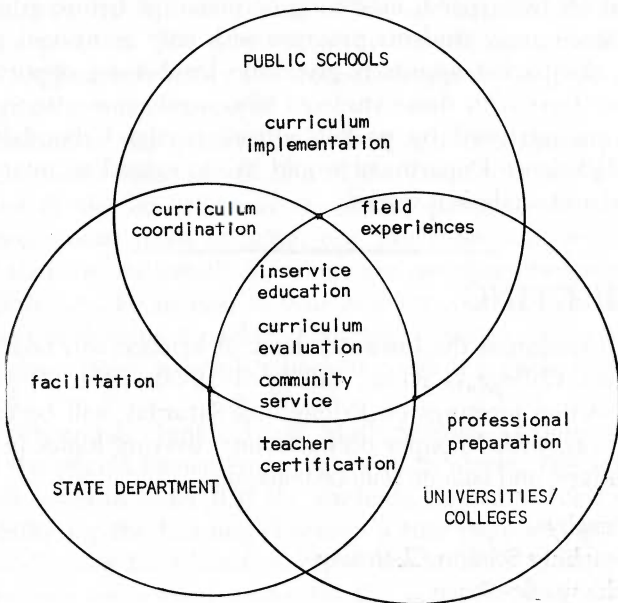 PUBLIC SCHOOLS
curriculum
implementation
curriculum
coordination
field
experiences
inservice
education
curriculum
evaluation
community
service
facilitation
professional
preparation
teacher
certification
STATE DEPARTMENT
UNIVERSITIES/
COLLEGES